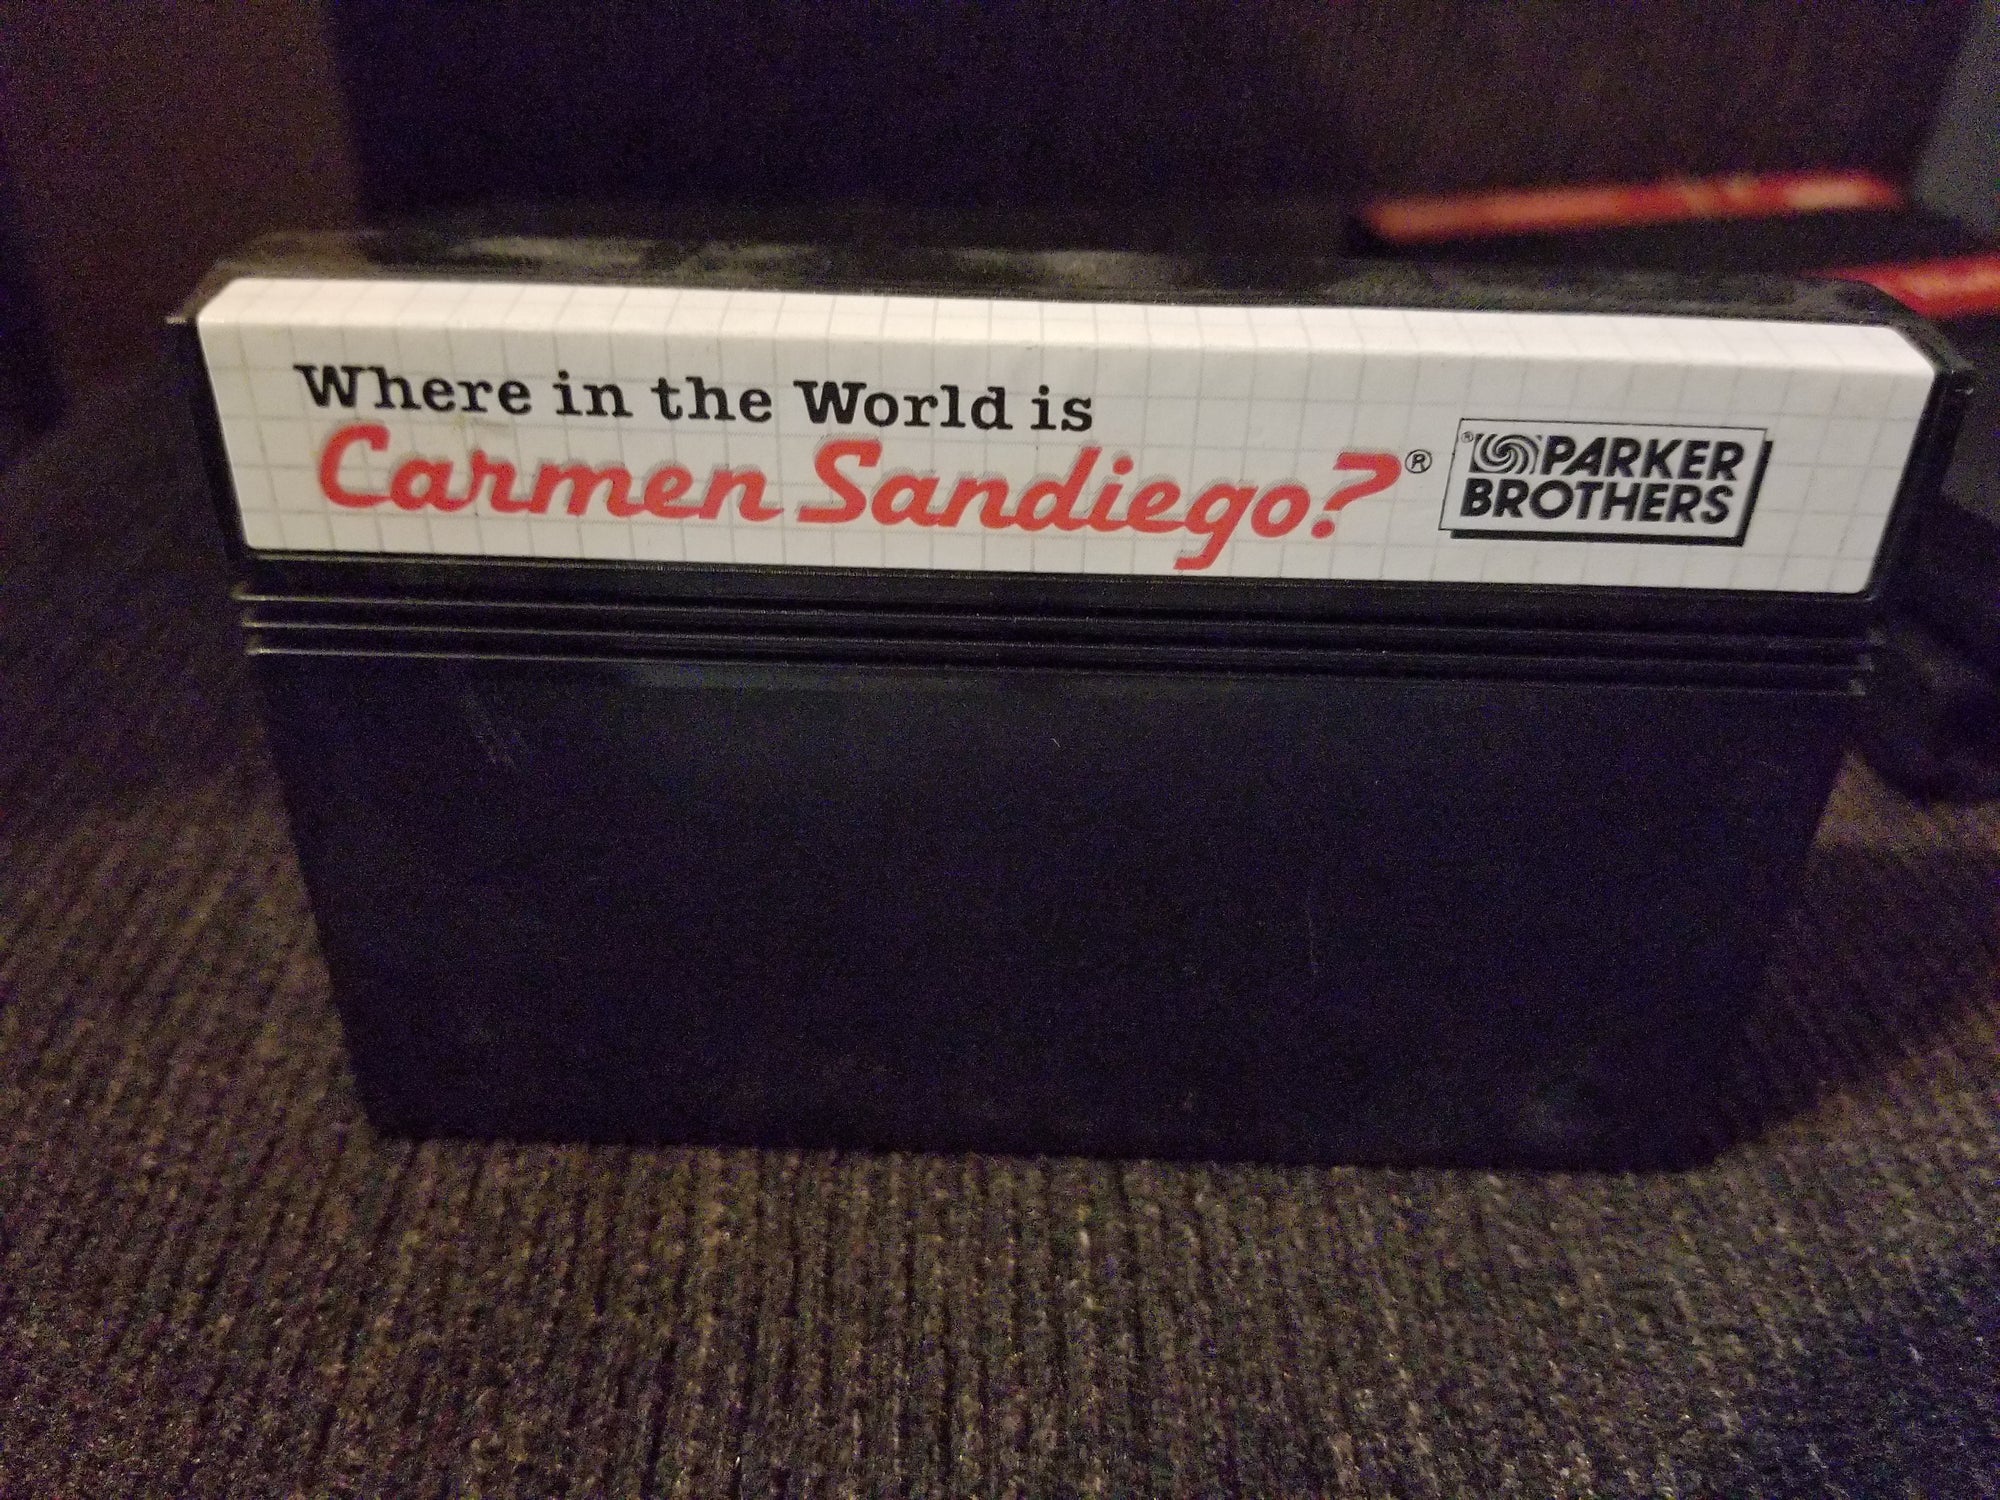 Where in the World is
Carmen Sandiego?®
® PARKER
BROTHERS